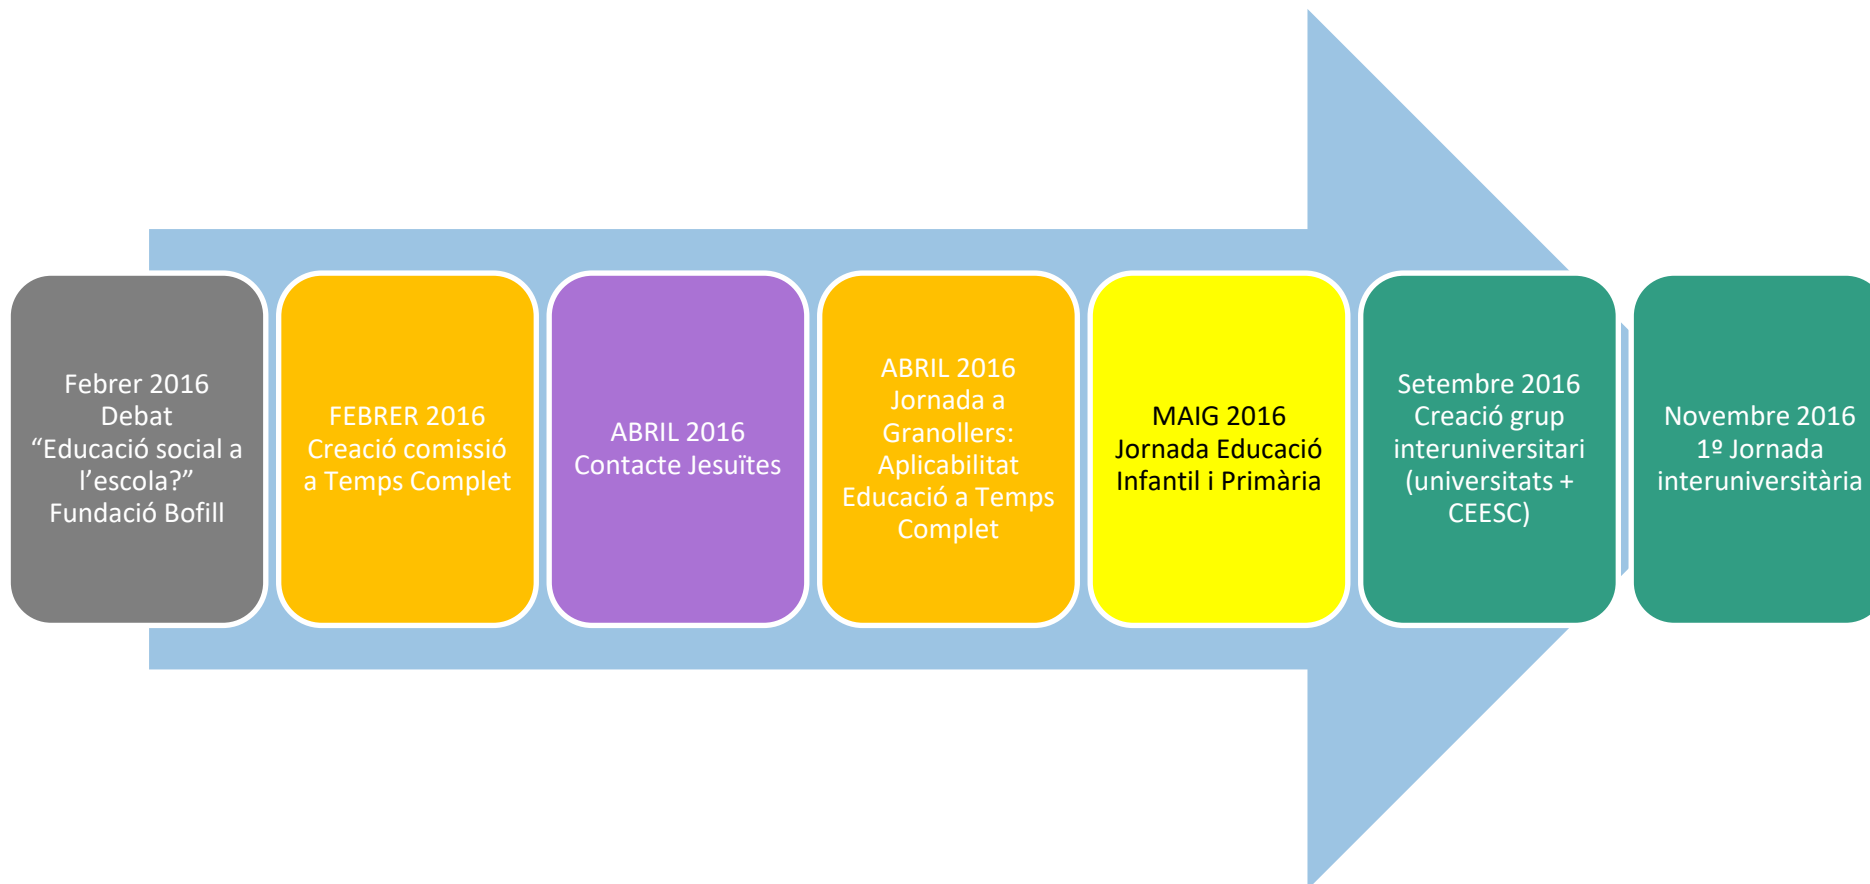 Febrer 2016
Debat
“Educació social a
l’escola?”
Fundació Bofill
FEBRER 2016
Creació comissió
a Temps Complet
ABRIL 2016
Contacte Jesuïtes
ABRIL 2016
Jornada a
Granollers:
Aplicabilitat
Educació a Temps
Complet
MAIG 2016
Jornada Educació
Infantil i Primària
Setembre 2016
Creació grup
interuniversitari
(universitats +
CEESC)
Novembre 2016
1º Jornada
interuniversitària